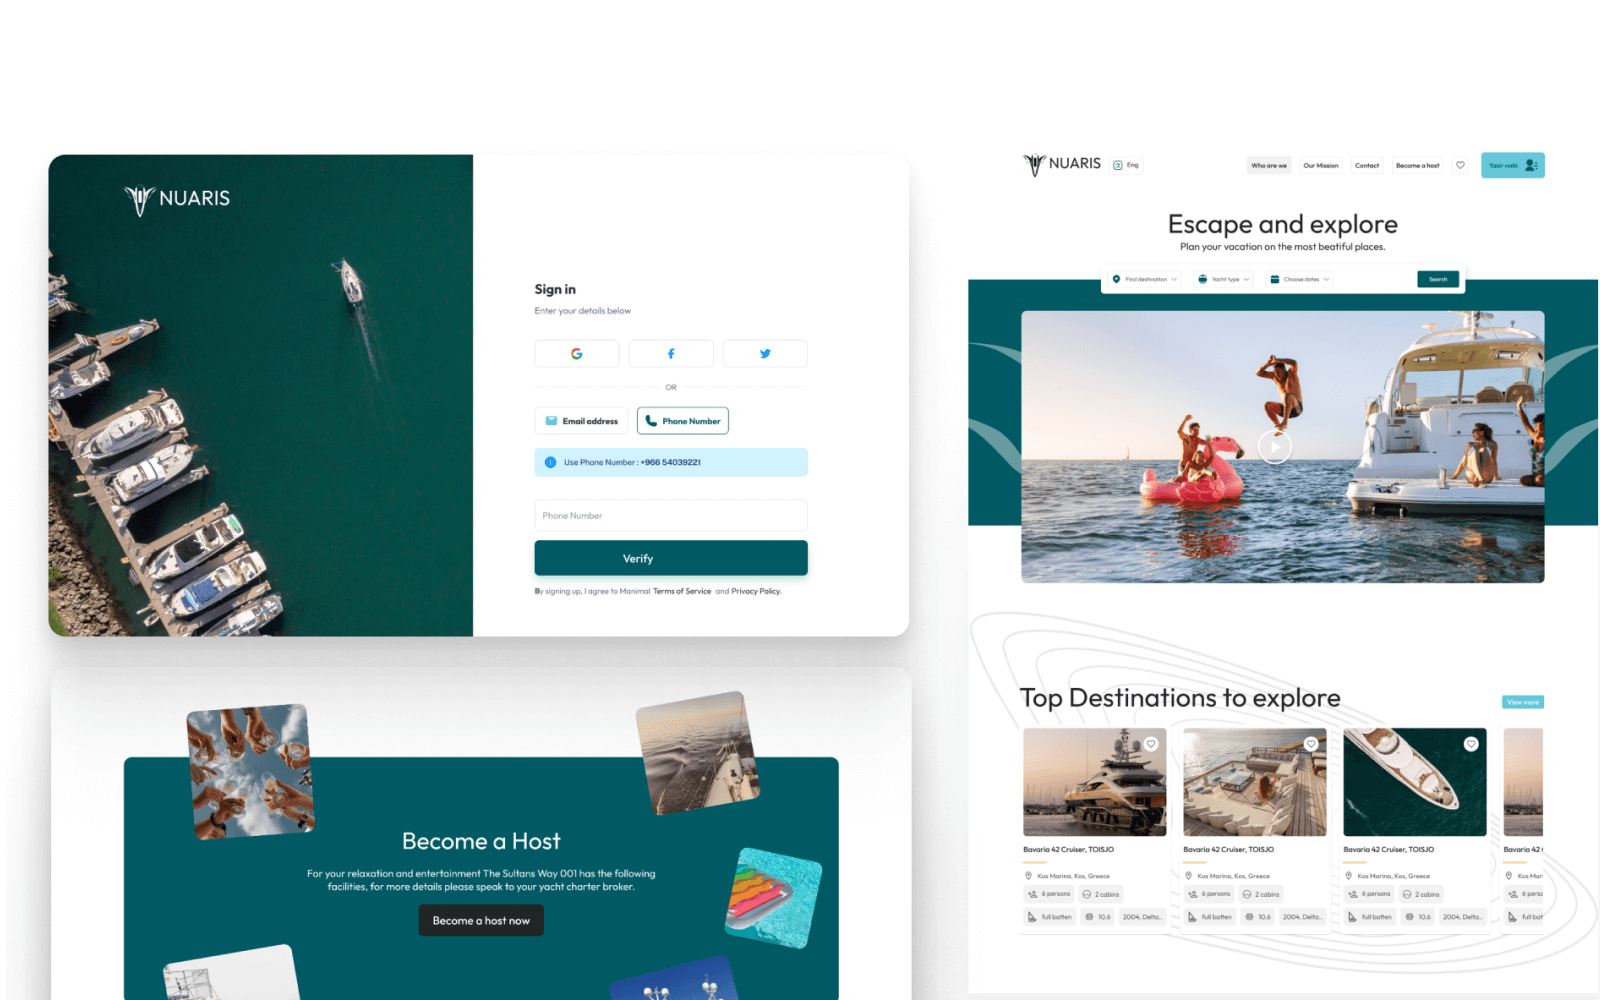 NUARIS
Sign in
Enter your details below
OR
Email address
Phone Number
Use Phone Number : +966 54039221
Phone Number
Verify
By signing up, I agree to Manimal Terms of Service and Privacy Policy.
Become a Host
For your relaxation and entertainment The Sultans Way 001 has the following
facilities, for more details please speak to your yacht charter broker.
Become a host now
NUARIS
Eng
Who are we
Our Mission
Contact
Become a host
Yasir nabi
Escape and explore
Plan your vacation on the most beatiful places.
Find destination
Yacht type
Choose dates
Search
Top Destinations to explore
View more
Bavaria 42 Cruiser, TOISJO
Kos Marina, Kos, Greece
6 persons
2 cabins
full batten
10.6
2004, Delta...
Bavaria 42 Cruiser, TOISJO
Kos Marina, Kos, Greece
6 persons
2 cabins
full batten
10.6
2004, Delta...
Bavaria 42 Cruiser, TOISJO
Kos Marina, Kos, Greece
6 persons
2 cabins
full batten
10.6
2004, Delta...
Bavaria 42
Kos Mar
6 perso
full bat